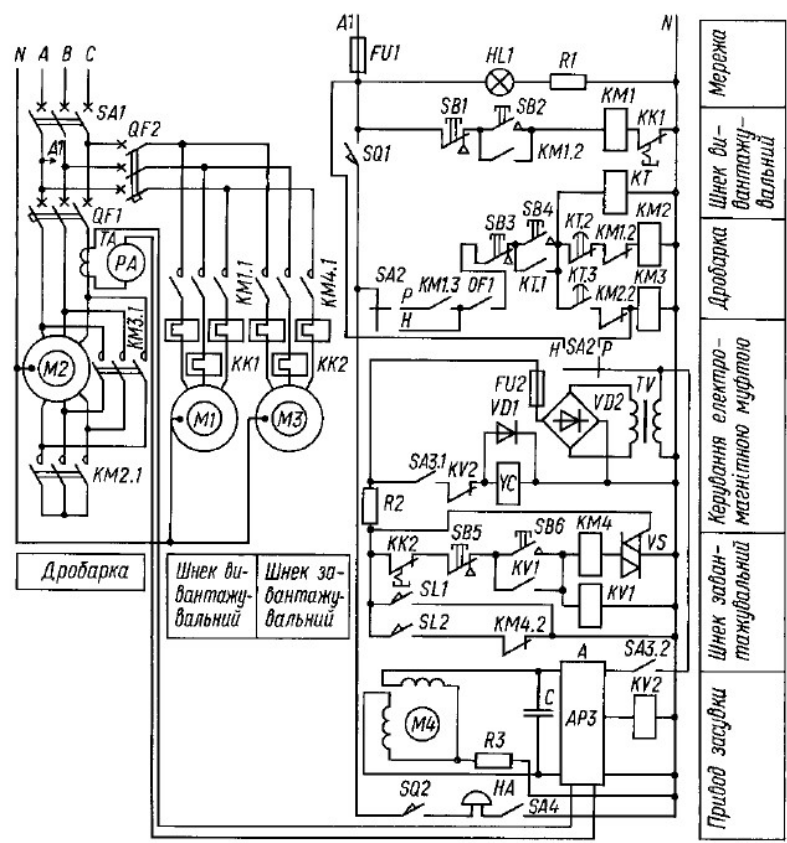 N A B C
SA1
A1
QF2
QF1
TA
PA
KM3.1
M2
KM2.1
KM1.1
KM4.1
KK1
KK2
M1
M3
Дробарка
Шнек ви-
вантажу-
вальний
Шнек за-
вантажу-
вальний
A1
N
FU1
HL1
R1
SB1
SB2
KM1
KK1
KM1.2
SQ1
KT
SB3
SB4
KT.2
KM1.2
KM2
KT.1
KT.3
KM2.2
KM3
SA2
P
H
KM1.3
QF1
H
SA2
P
FU2
VD1
VD2
TV
SA3.1
KV2
YC
R2
KK2
SB5
SB6
KM4
VS
KV1
KV1
SL1
SL2
KM4.2
A
SA3.2
C
AP3
KV2
M4
R3
SQ2
HA
SA4
Мережа
Шнек ви-
вантажу-
вальний
Дробарка
Керування електро-
магнітною муфтою
Шнек заван-
тажувальний
Привод засувки